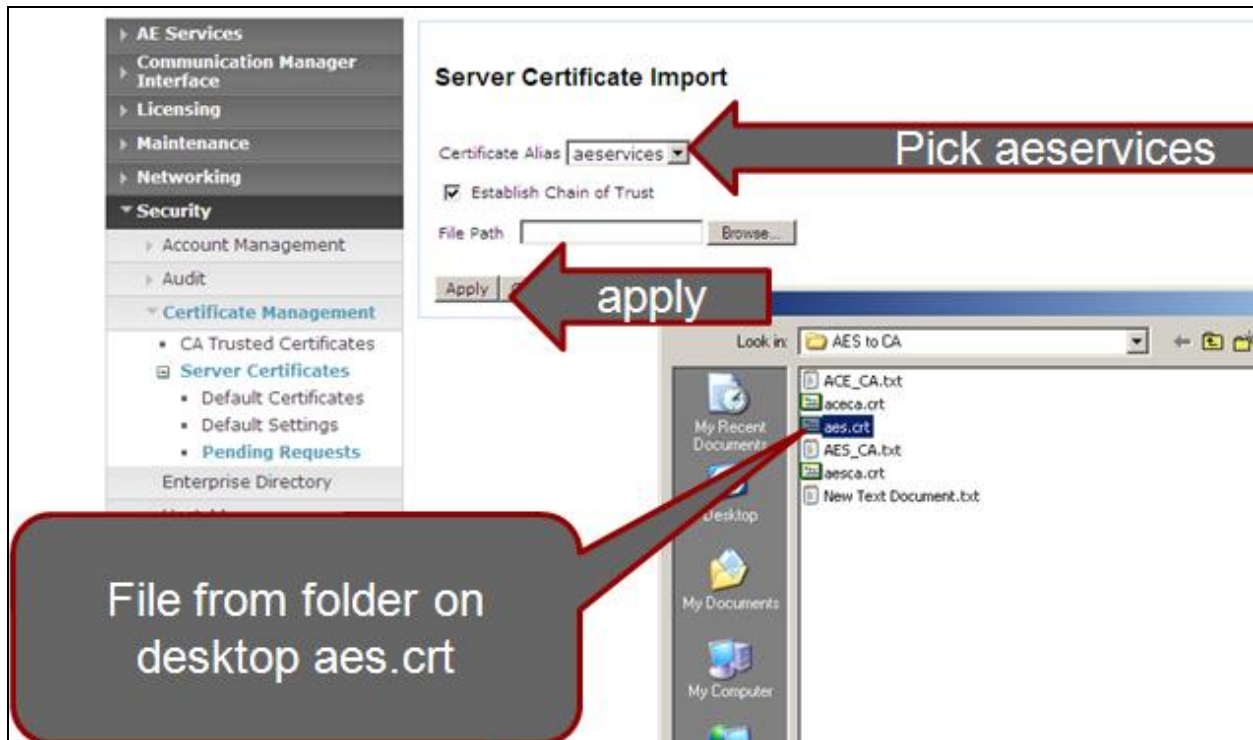 AE Services
Communication Manager
Interface
Licensing
Maintenance
Networking
Security
Account Management
Audit
Certificate Management
CA Trusted Certificates
Server Certificates
Default Certificates
Default Settings
Pending Requests
Enterprise Directory
Server Certificate Import
Certificate Alias aeservices
Establish Chain of Trust
File Path Browse...
Apply
Pick aeservices
apply
Look in: AES to CA
My Recent
Documents
Desktop
My Documents
My Computer
ACE_CA.txt
aceca.crt
aes.crt
AES_CA.txt
aesca.crt
New Text Document.txt
File from folder on
desktop aes.crt